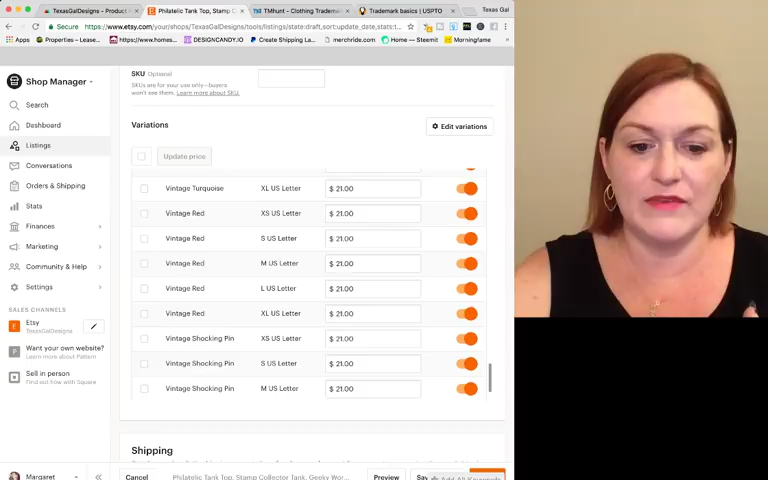 TexasGalDesigns • Product P
Philatelic Tank Top, Stamp C
TMhunt - Clothing Trademark
Trademark basics | USPTO
Texas Gal
Secure
https://www.etsy.com/your/shops/TexasGalDesigns/tools/listings/state:draft,sort:update_date,stats:t
Apps
Properties – Lease
https://www.homes
DESIGNCANDY.IO
Create Shipping La
merchride.com
Home — Steemit
Morningfame
Shop Manager
Search
Dashboard
Listings
Conversations
Orders & Shipping
Stats
Finances
Marketing
Community & Help
Settings
SALES CHANNELS
Etsy
TexasGalDesigns
Want your own website?
Learn more about Pattern
Sell in person
Find out how with Square
Margaret
SKU Optional
SKUs are for your use only—buyers
won't see them. Learn more about SKU.
Variations
Edit variations
Update price
Vintage Turquoise XL US Letter $ 21.00
Vintage Red XS US Letter $ 21.00
Vintage Red S US Letter $ 21.00
Vintage Red M US Letter $ 21.00
Vintage Red L US Letter $ 21.00
Vintage Red XL US Letter $ 21.00
Vintage Shocking Pin XS US Letter $ 21.00
Vintage Shocking Pin S US Letter $ 21.00
Vintage Shocking Pin M US Letter $ 21.00
Shipping
Cancel
Philatelic Tank Top, Stamp Collector Tank, Geeky Wor...
Preview
Add All Keywords